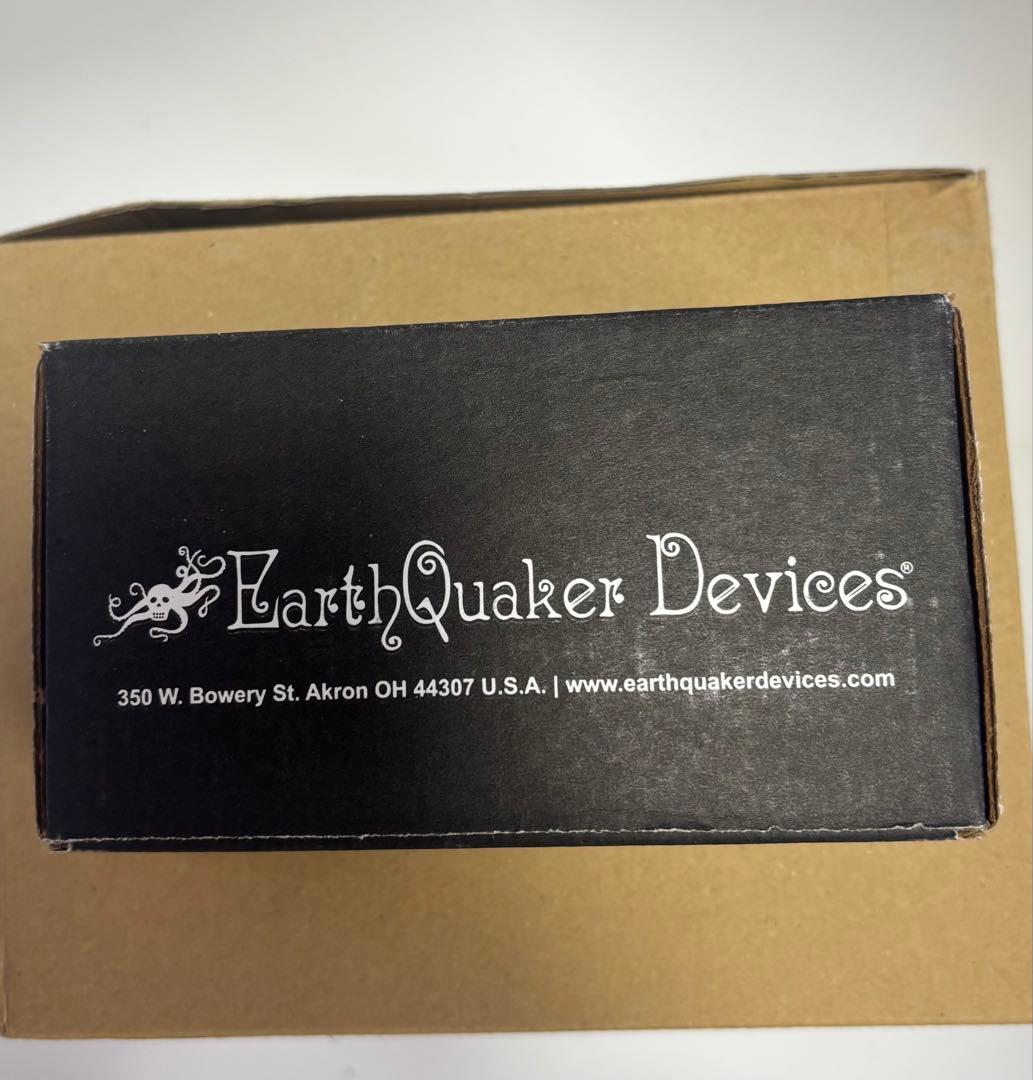 EarthQuaker Devices®
350 W. Bowery St. Akron OH 44307 U.S.A. | www.earthquakerdevices.com